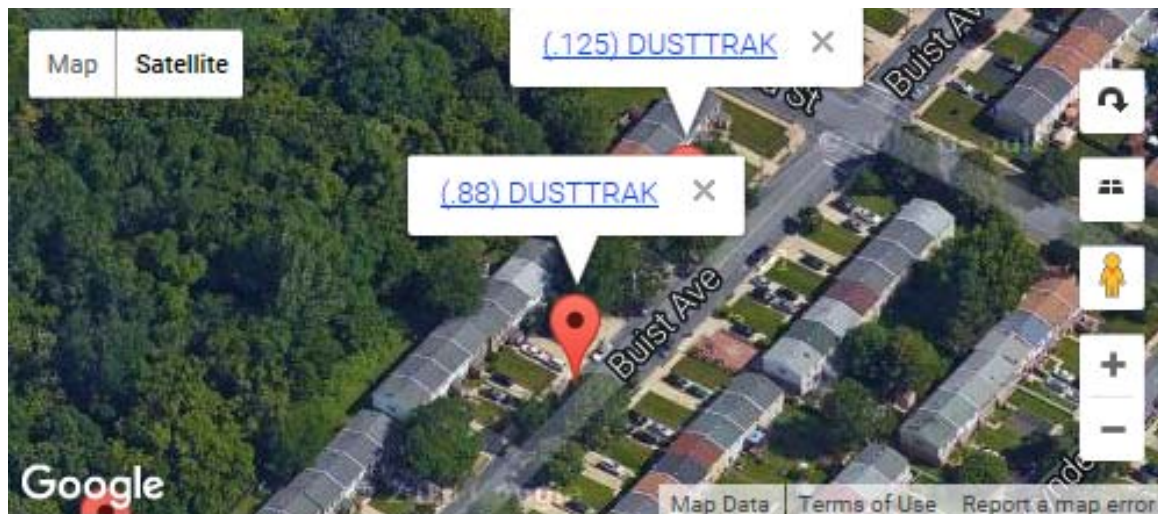 (.125) DUSTTRAK
Map Satellite
St
Buist Av
(.88) DUSTTRAK
Buist Ave
Google
Map Data Terms of Use Report a map error